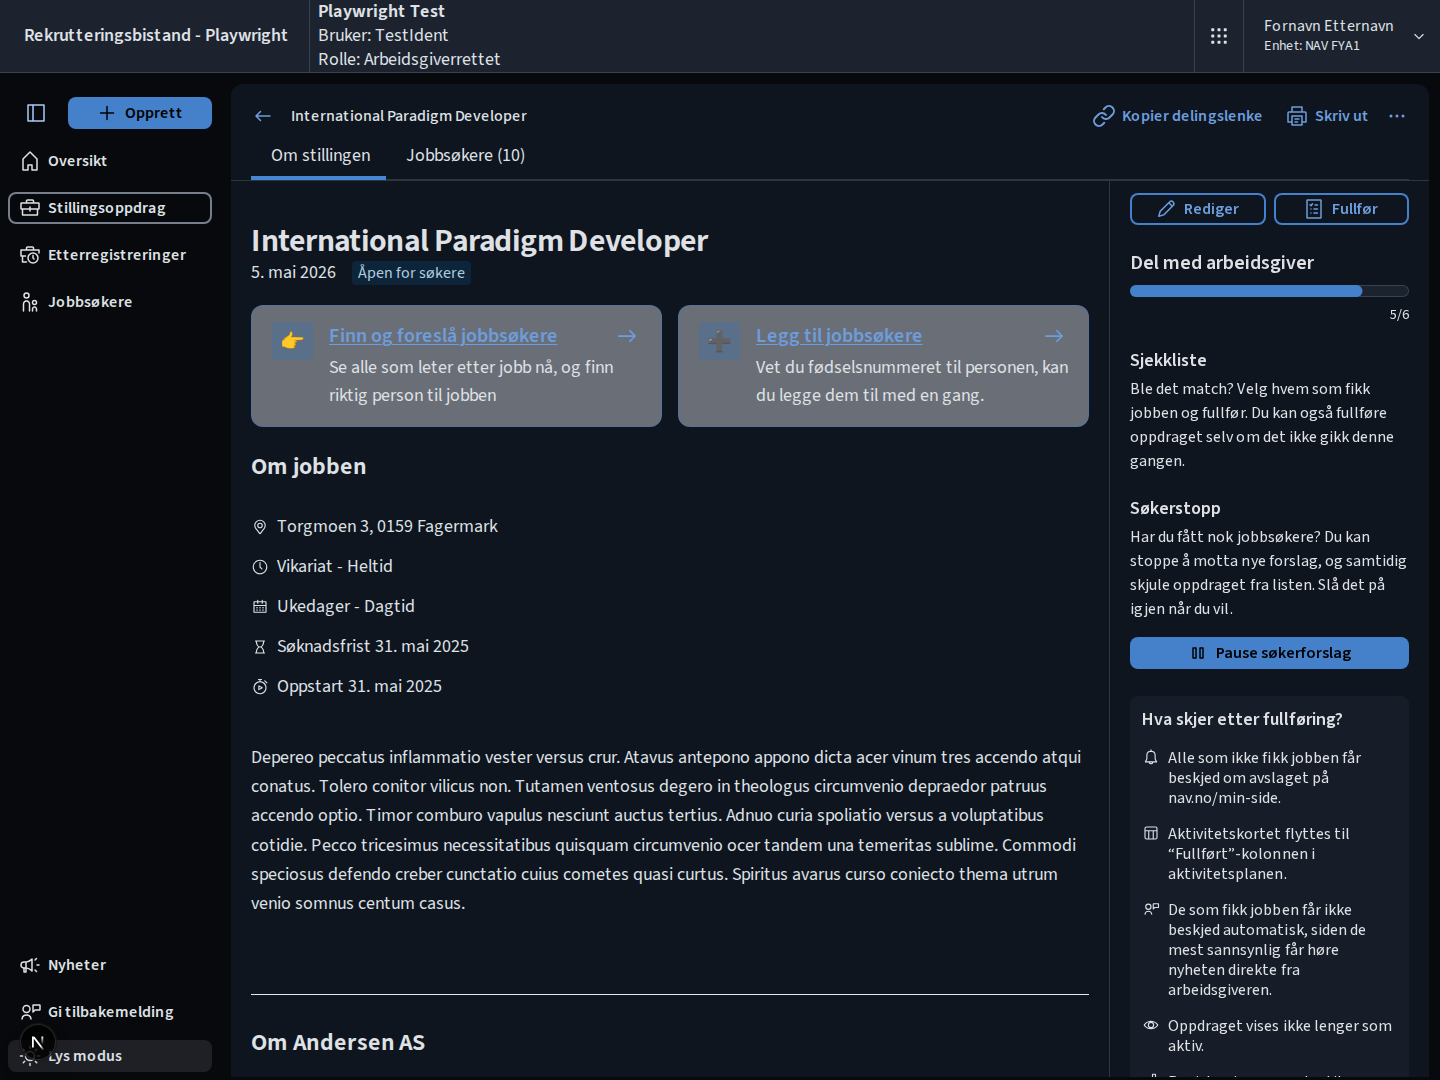 Rekrutteringsbistand - Playwright
Playwright Test
Bruker: TestIdent
Rolle: Arbeidsgiverrettet
Fornavn Etternavn
Enhet: NAV FYA1
Opprett
Oversikt
Stillingsoppdrag
Etterregistreringer
Jobbsøkere
Nyheter
Gi tilbakemelding
N
Lys modus
International Paradigm Developer
Kopier delingslenke
Skriv ut
Om stillingen
Jobbsøkere (10)
International Paradigm Developer
5. mai 2026
Åpen for søkere
Finn og foreslå jobbsøkere
Se alle som leter etter jobb nå, og finn
riktig person til jobben
Legg til jobbsøkere
Vet du fødselsnummeret til personen, kan
du legge dem til med en gang.
Om jobben
Torgmoen 3, 0159 Fagermark
Vikariat - Heltid
Ukedager - Dagtid
Søknadsfrist 31. mai 2025
Oppstart 31. mai 2025
Depereo peccatus inflammatio vester versus crur. Atavus antepono appono dicta acer vinum tres accendo atqui
conatus. Tolero conitor vilicus non. Tutamen ventosus degero in theologus circumvenio depraedor patruus
accendo optio. Timor comburo vapulus nesciunt auctus tertius. Adnuo curia spoliatio versus a voluptatibus
cotidie. Pecco tricesimus necessitatibus quisquam circumvenio ocer tandem una temeritas sublime. Commodi
speciosus defendo creber cunctatio cuius cometes quasi curtus. Spiritus avarus curso coniecto thema utrum
venio somnus centum casus.
Om Andersen AS
Rediger
Fullfør
Del med arbeidsgiver
5/6
Sjekkliste
Ble det match? Velg hvem som fikk
jobben og fullfør. Du kan også fullføre
oppdraget selv om det ikke gikk denne
gangen.
Søkerstopp
Har du fått nok jobbsøkere? Du kan
stoppe å motta nye forslag, og samtidig
skjule oppdraget fra listen. Slå det på
igjen når du vil.
Pause søkerforslag
Hva skjer etter fullføring?
Alle som ikke fikk jobben får
beskjed om avslaget på
nav.no/min-side.
Aktivitetskortet flyttes til
“Fullført”-kolonnen i
aktivitetsplanen.
De som fikk jobben får ikke
beskjed automatisk, siden de
mest sannsynlig får høre
nyheten direkte fra
arbeidsgiveren.
Oppdraget vises ikke lenger som
aktiv.